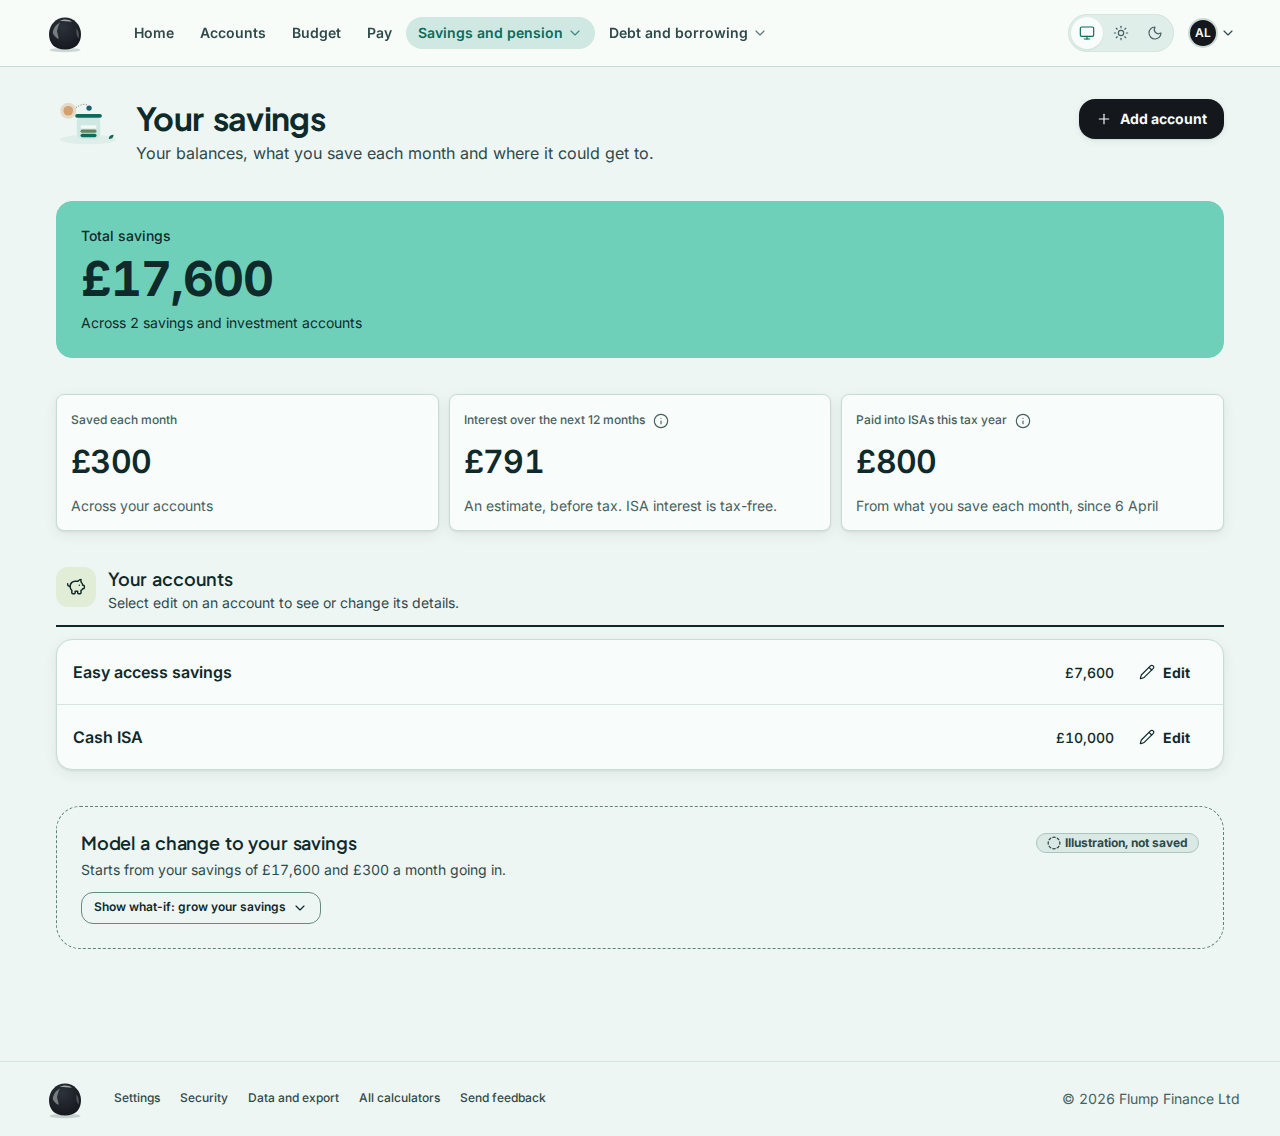 Home Accounts Budget Pay Savings and pension Debt and borrowing AL
Your savings
Your balances, what you save each month and where it could get to.
Add account
Total savings
£17,600
Across 2 savings and investment accounts
Saved each month
£300
Across your accounts
Interest over the next 12 months
£791
An estimate, before tax. ISA interest is tax-free.
Paid into ISAs this tax year
£800
From what you save each month, since 6 April
Your accounts
Select edit on an account to see or change its details.
Easy access savings £7,600 Edit
Cash ISA £10,000 Edit
Model a change to your savings
Illustration, not saved
Starts from your savings of £17,600 and £300 a month going in.
Show what-if: grow your savings
Settings Security Data and export All calculators Send feedback © 2026 Flump Finance Ltd